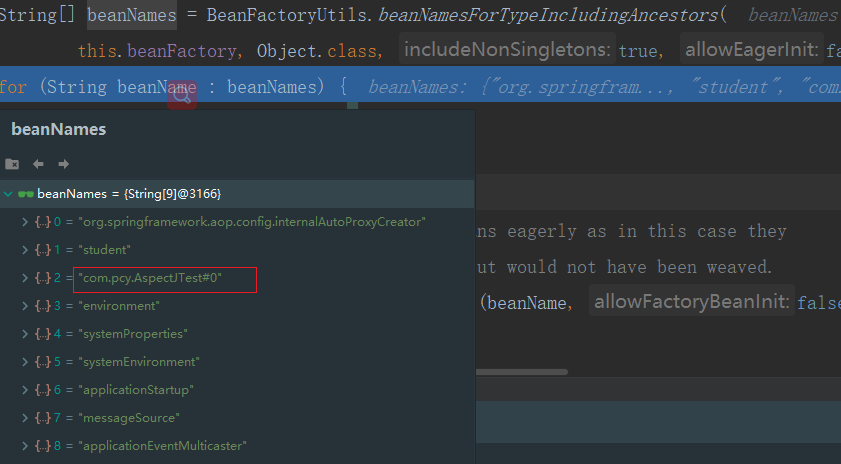 String[] beanNames = BeanFactoryUtils.beanNamesForTypeIncludingAncestors( beanNames
this.beanFactory, Object.class, includeNonSingletons: true, allowEagerInit: fa
for (String beanName : beanNames) { beanNames: {"org.springfram..., "student", "com.
beanNames
beanNames = {String[9]@3166}
{...} 0 = "org.springframework.aop.config.internalAutoProxyCreator"
{...} 1 = "student"
ns eagerly as in this case they
{...} 2 = "com.pcy.AspectJTest#0"
ut would not have been weaved.
{...} 3 = "environment"
(beanName, allowFactoryBeanInit: false
{...} 4 = "systemProperties"
{...} 5 = "systemEnvironment"
{...} 6 = "applicationStartup"
{...} 7 = "messageSource"
{...} 8 = "applicationEventMulticaster"